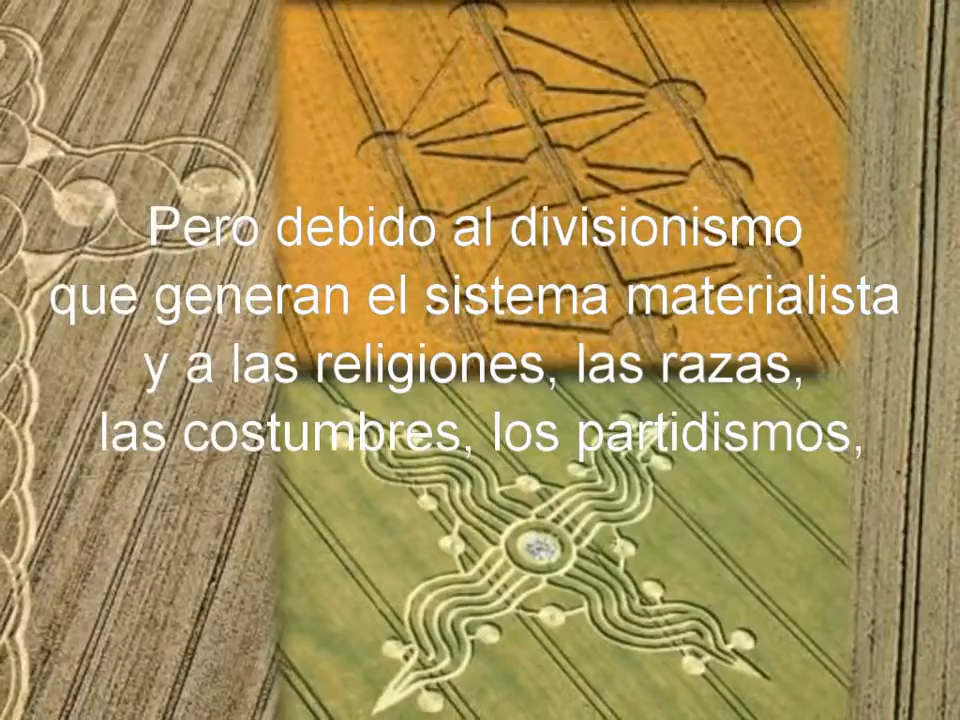 Pero debido al divisionismo
que generan el sistema materialista
y a las religiones, las razas,
las costumbres, los partidismos,